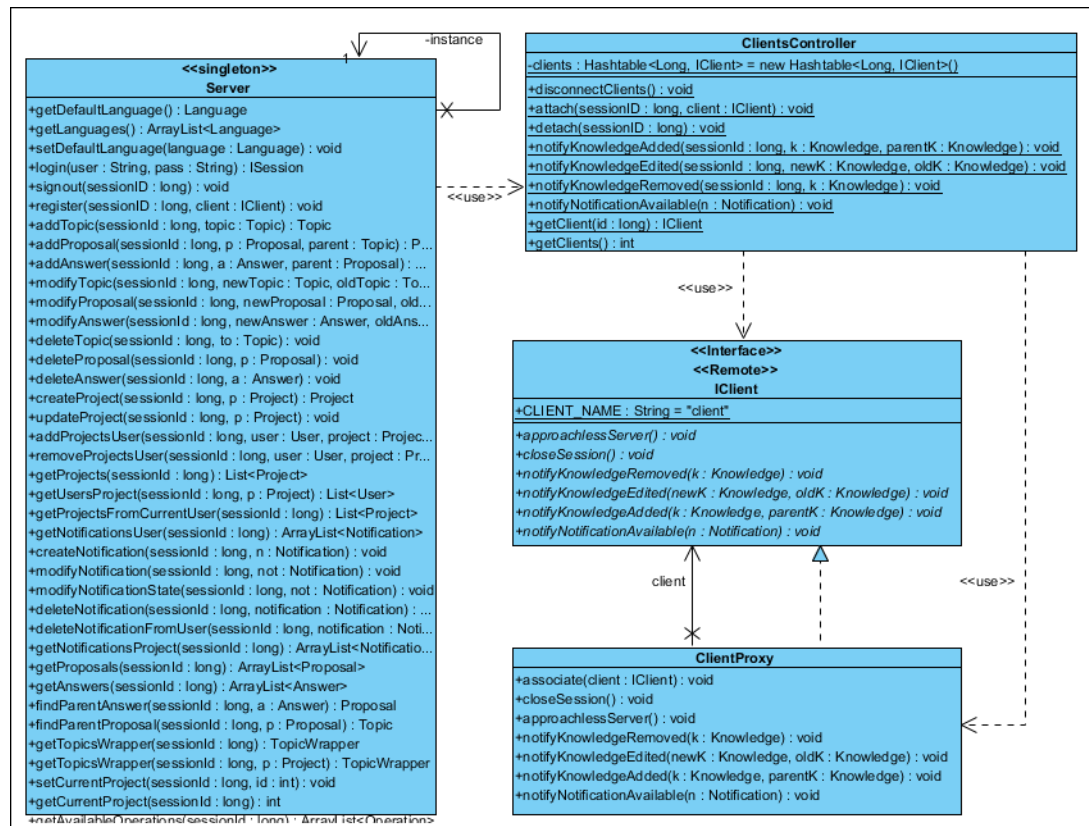 -instance
1
<<singleton>>
Server
+getDefaultLanguage() : Language
+getLanguages() : ArrayList<Language>
+setDefaultLanguage(language : Language) : void
+login(user : String, pass : String) : ISession
+signout(sessionID : long) : void
+register(sessionID : long, client : IClient) : void
+addTopic(sessionId : long, topic : Topic) : Topic
+addProposal(sessionId : long, p : Proposal, parent : Topic) : P...
+addAnswer(sessionId : long, a : Answer, parent : Proposal) : ...
+modifyTopic(sessionId : long, newTopic : Topic, oldTopic : To...
+modifyProposal(sessionId : long, newProposal : Proposal, old...
+modifyAnswer(sessionId : long, newAnswer : Answer, oldAns...
+deleteTopic(sessionId : long, to : Topic) : void
+deleteProposal(sessionId : long, p : Proposal) : void
+deleteAnswer(sessionId : long, a : Answer) : void
+createProject(sessionId : long, p : Project) : Project
+updateProject(sessionId : long, p : Project) : void
+addProjectsUser(sessionId : long, user : User, project : Projec...
+removeProjectsUser(sessionId : long, user : User, project : Pr...
+getProjects(sessionId : long) : List<Project>
+getUsersProject(sessionId : long, p : Project) : List<User>
+getProjectsFromCurrentUser(sessionId : long) : List<Project>
+getNotificationsUser(sessionId : long) : ArrayList<Notification>
+createNotification(sessionId : long, n : Notification) : void
+modifyNotification(sessionId : long, not : Notification) : void
+modifyNotificationState(sessionId : long, not : Notification) : void
+deleteNotification(sessionId : long, notification : Notification) : ...
+deleteNotificationFromUser(sessionId : long, notification : Noti...
+getNotificationsProject(sessionId : long) : ArrayList<Notificatio...
+getProposals(sessionId : long) : ArrayList<Proposal>
+getAnswers(sessionId : long) : ArrayList<Answer>
+findParentAnswer(sessionId : long, a : Answer) : Proposal
+findParentProposal(sessionId : long, p : Proposal) : Topic
+getTopicsWrapper(sessionId : long) : TopicWrapper
+getTopicsWrapper(sessionId : long, p : Project) : TopicWrapper
+setCurrentProject(sessionId : long, id : int) : void
+getCurrentProject(sessionId : long) : int
+getAvailableOperations(sessionId : long) : ArrayList<Operation>
<<use>>
ClientsController
-clients : Hashtable<Long, IClient> = new Hashtable<Long, IClient>()
+disconnectClients() : void
+attach(sessionID : long, client : IClient) : void
+detach(sessionID : long) : void
+notifyKnowledgeAdded(sessionId : long, k : Knowledge, parentK : Knowledge) : void
+notifyKnowledgeEdited(sessionId : long, newK : Knowledge, oldK : Knowledge) : void
+notifyKnowledgeRemoved(sessionId : long, k : Knowledge) : void
+notifyNotificationAvailable(n : Notification) : void
+getClient(id : long) : IClient
+getClients() : int
<<use>>
<<Interface>>
<<Remote>>
IClient
+CLIENT_NAME : String = "client"
+approachlessServer() : void
+closeSession() : void
+notifyKnowledgeRemoved(k : Knowledge) : void
+notifyKnowledgeEdited(newK : Knowledge, oldK : Knowledge) : void
+notifyKnowledgeAdded(k : Knowledge, parentK : Knowledge) : void
+notifyNotificationAvailable(n : Notification) : void
client
<<use>>
ClientProxy
+associate(client : IClient) : void
+closeSession() : void
+approachlessServer() : void
+notifyKnowledgeRemoved(k : Knowledge) : void
+notifyKnowledgeEdited(newK : Knowledge, oldK : Knowledge) : void
+notifyKnowledgeAdded(k : Knowledge, parentK : Knowledge) : void
+notifyNotificationAvailable(n : Notification) : void